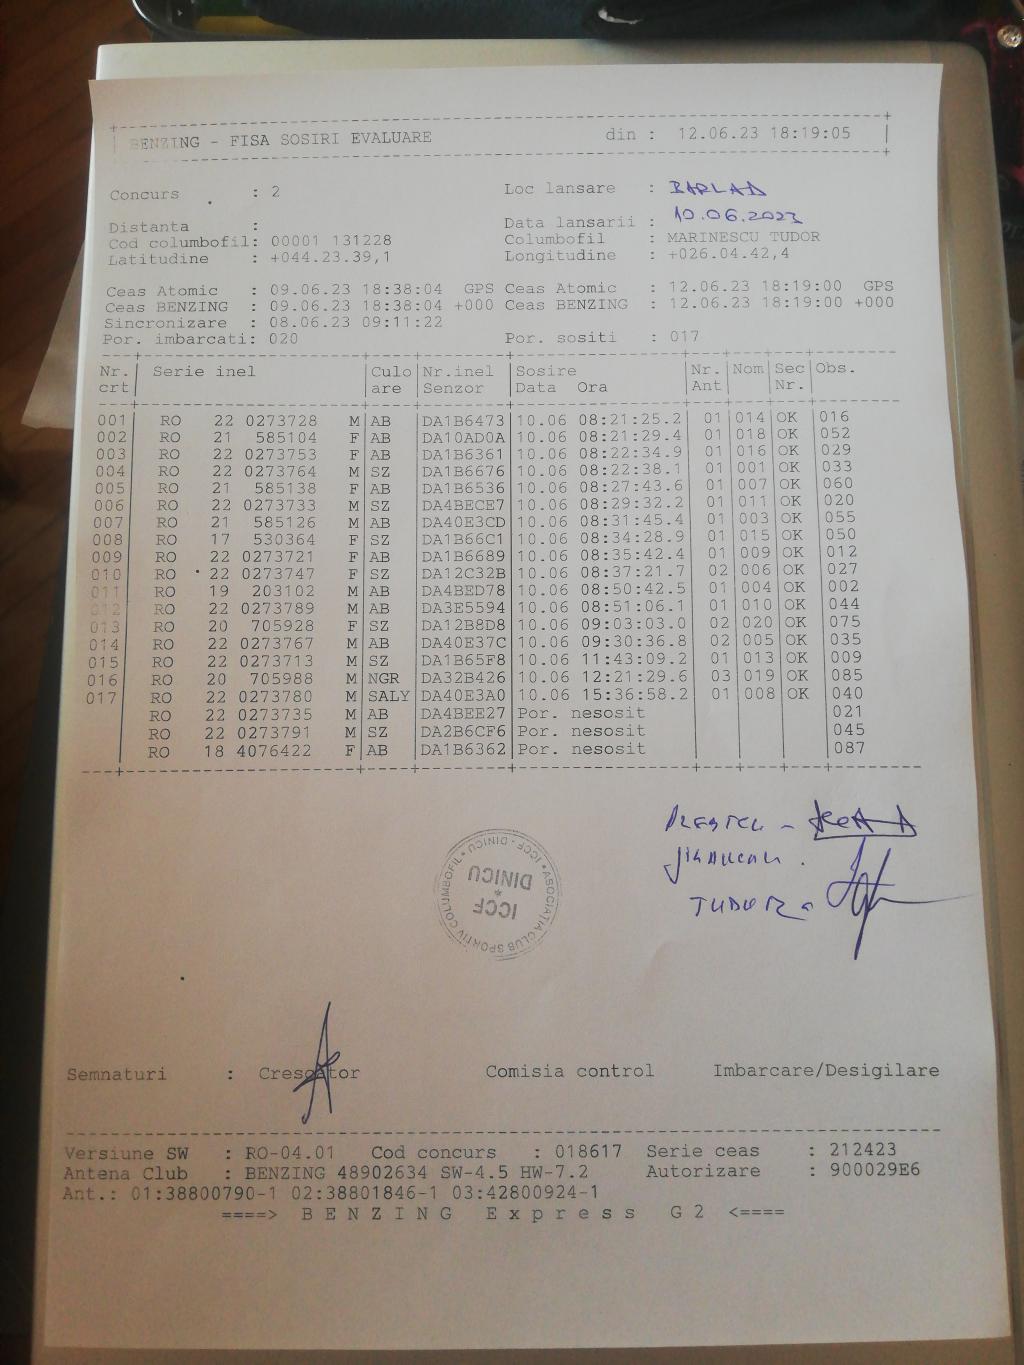 BENZING - FISA SOSIRI EVALUARE din : 12.06.23 18:19:05
Concurs : 2 Loc lansare : BARLAD
Distanta : Data lansarii : 10.06.2023
Cod columbofil: 00001 131228 Columbofil : MARINESCU TUDOR
Latitudine : +044.23.39,1 Longitudine : +026.04.42,4
Ceas Atomic : 09.06.23 18:38:04 GPS Ceas Atomic : 12.06.23 18:19:00 GPS
Ceas BENZING : 09.06.23 18:38:04 +000 Ceas BENZING : 12.06.23 18:19:00 +000
Sincronizare : 08.06.23 09:11:22
Por. imbarcati: 020 Por. sositi : 017
Nr. Serie inel Culo Nr.inel Sosire Nr. Nom Sec Obs.
crt are Senzor Data Ora Ant Nr.
001 RO 22 0273728 M AB DA1B6473 10.06 08:21:25.2 01 014 OK 016
002 RO 21 585104 F AB DA10AD0A 10.06 08:21:29.4 01 018 OK 052
003 RO 22 0273753 F AB DA1B6361 10.06 08:22:34.9 01 016 OK 029
004 RO 22 0273764 M SZ DA1B6676 10.06 08:22:38.1 01 001 OK 033
005 RO 21 585138 F AB DA1B6536 10.06 08:27:43.6 01 007 OK 060
006 RO 22 0273733 M SZ DA4BECE7 10.06 08:29:32.2 01 011 OK 020
007 RO 21 585126 M AB DA40E3CD 10.06 08:31:45.4 01 003 OK 055
008 RO 17 530364 F SZ DA1B66C1 10.06 08:34:28.9 01 015 OK 050
009 RO 22 0273721 F AB DA1B6689 10.06 08:35:42.4 01 009 OK 012
010 RO 22 0273747 F SZ DA12C32B 10.06 08:37:21.7 02 006 OK 027
011 RO 19 203102 M AB DA4BED78 10.06 08:50:42.5 01 004 OK 002
012 RO 22 0273789 M AB DA3E5594 10.06 08:51:06.1 01 010 OK 044
013 RO 20 705928 F SZ DA12B8D8 10.06 09:03:03.0 02 020 OK 075
014 RO 22 0273767 M AB DA40E37C 10.06 09:30:36.8 02 005 OK 035
015 RO 22 0273713 M SZ DA1B65F8 10.06 11:43:09.2 01 013 OK 009
016 RO 20 705988 M NGR DA32B426 10.06 12:21:29.6 03 019 OK 085
017 RO 22 0273780 M SALY DA40E3A0 10.06 15:36:58.2 01 008 OK 040
RO 22 0273735 M AB DA4BEE27 Por. nesosit 021
RO 22 0273791 M SZ DA2B6CF6 Por. nesosit 045
RO 18 4076422 F AB DA1B6362 Por. nesosit 087
ASOCIAȚIA CLUB SPORTIV COLUMBOFIL • ICCF - DINICU •
ICCF
DINICU
Semnaturi : Crescator Comisia control Imbarcare/Desigilare
Versiune SW : RO-04.01 Cod concurs : 018617 Serie ceas : 212423
Antena Club : BENZING 48902634 SW-4.5 HW-7.2 Autorizare : 900029E6
Ant.: 01:38800790-1 02:38801846-1 03:42800924-1
====> BENZING Express G2 <====